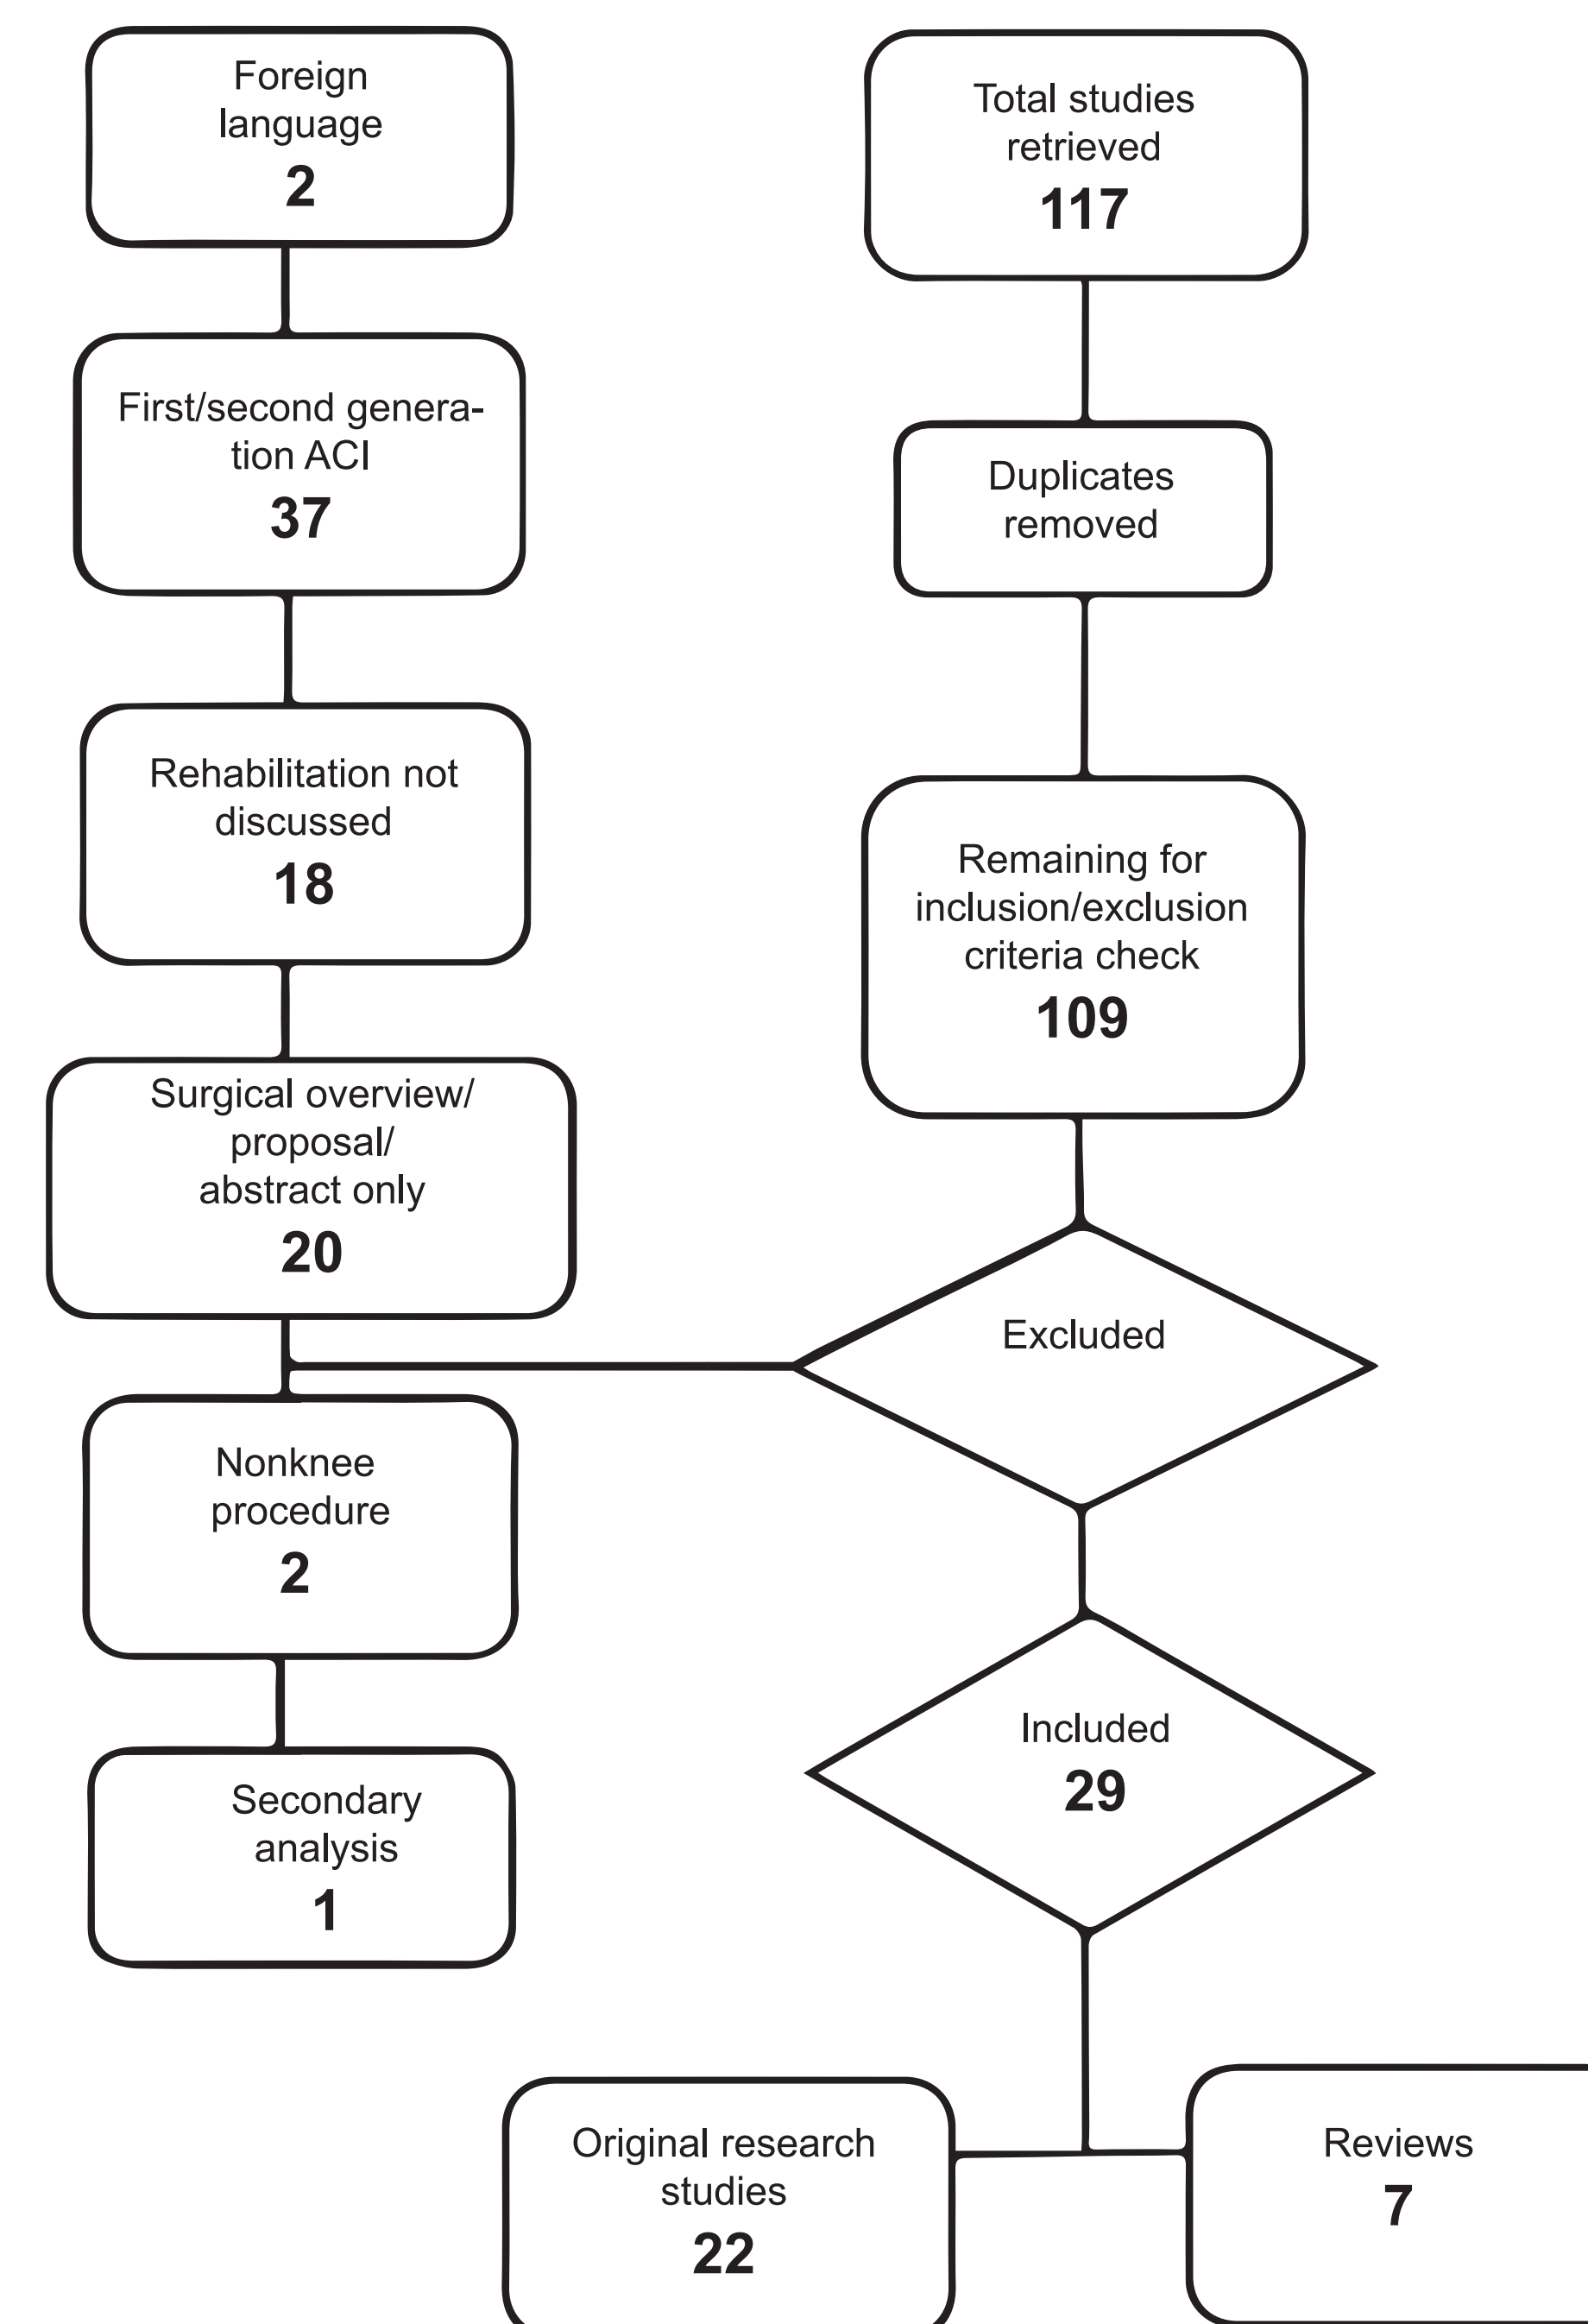 Foreign
language
2
First/second genera-
tion ACI
37
Rehabilitation not
discussed
18
Surgical overview/
proposal/
abstract only
20
Nonknee
procedure
2
Secondary
analysis
1
Total studies
retrieved
117
Duplicates
removed
Remaining for
inclusion/exclusion
criteria check
109
Excluded
Included
29
Original research
studies
22
Reviews
7